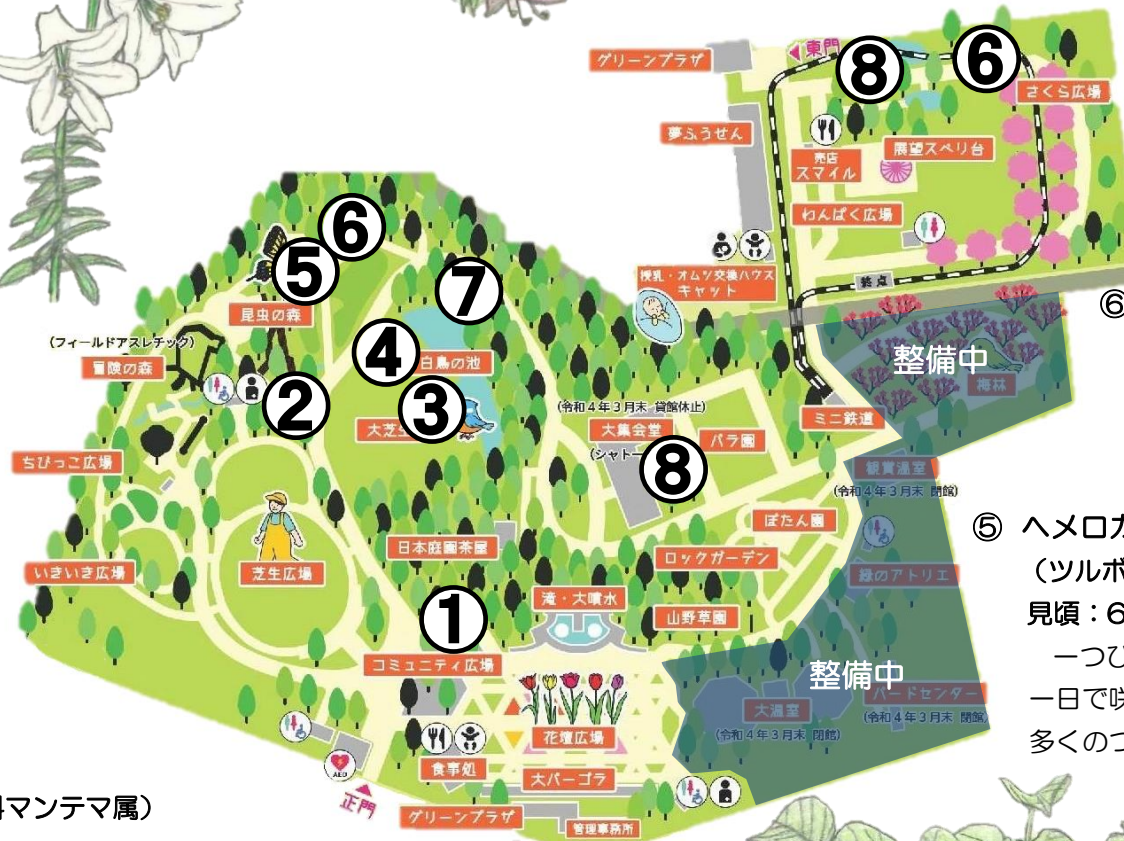 グリーンプラザ
東門
⑧
⑥
さくら広場
夢ふうせん
売店
スマイル
展望スベリ台
わんぱく広場
授乳・オムツ交換ハウス
キャット
終点
⑥
⑤
⑦
昆虫の森
(フィールドアスレチック)
冒険の森
④
白鳥の池
②
③
大芝生
整備中
梅林
⑥
ミニ鉄道
(令和4年3月末 貸館休止)
大集会堂
(シャトー
バラ園
⑧
ちびっこ広場
観賞温室
(令和4年3月末 閉館)
ぼたん園
日本庭園茶屋
ロックガーデン
緑のアトリエ
いきいき広場
芝生広場
①
滝・大噴水
山野草園
コミュニティ広場
整備中
バードセンター
(令和4年3月末 閉館)
大温室
(令和4年3月末 閉館)
花壇広場
食事処
大パーゴラ
AED
正門
グリーンプラザ
管理事務所
⑤ ヘメロカ
(ツルボ
見頃:6
一つひ
一日で咲
多くのつ
マンテマ属)